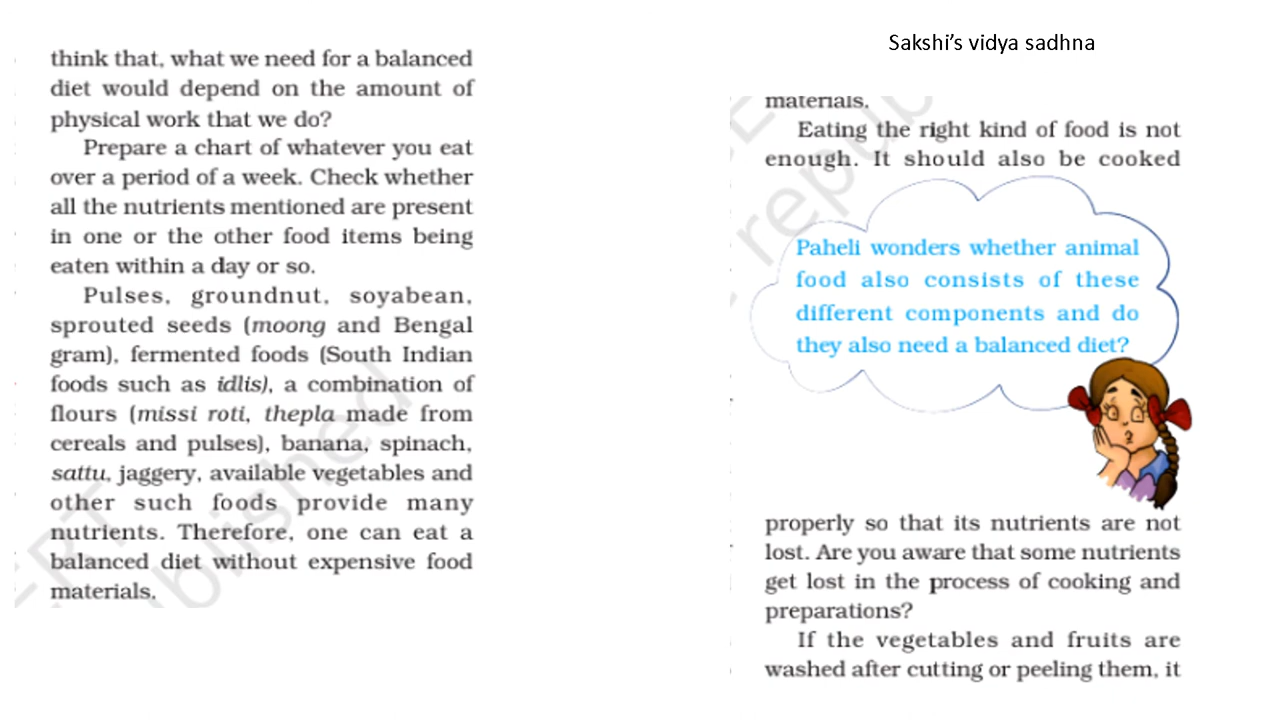 think that, what we need for a balanced
diet would depend on the amount of
physical work that we do?
Prepare a chart of whatever you eat
over a period of a week. Check whether
all the nutrients mentioned are present
in one or the other food items being
eaten within a day or so.
Pulses, groundnut, soyabean,
sprouted seeds (moong and Bengal
gram), fermented foods (South Indian
foods such as idlis), a combination of
flours (missi roti, thepla made from
cereals and pulses), banana, spinach,
sattu, jaggery, available vegetables and
other such foods provide many
nutrients. Therefore, one can eat a
balanced diet without expensive food
materials.
Sakshi's vidya sadhna
materials.
Eating the right kind of food is not
enough. It should also be cooked
Paheli wonders whether animal
food also consists of these
different components and do
they also need a balanced diet?
properly so that its nutrients are not
lost. Are you aware that some nutrients
get lost in the process of cooking and
preparations?
If the vegetables and fruits are
washed after cutting or peeling them, it